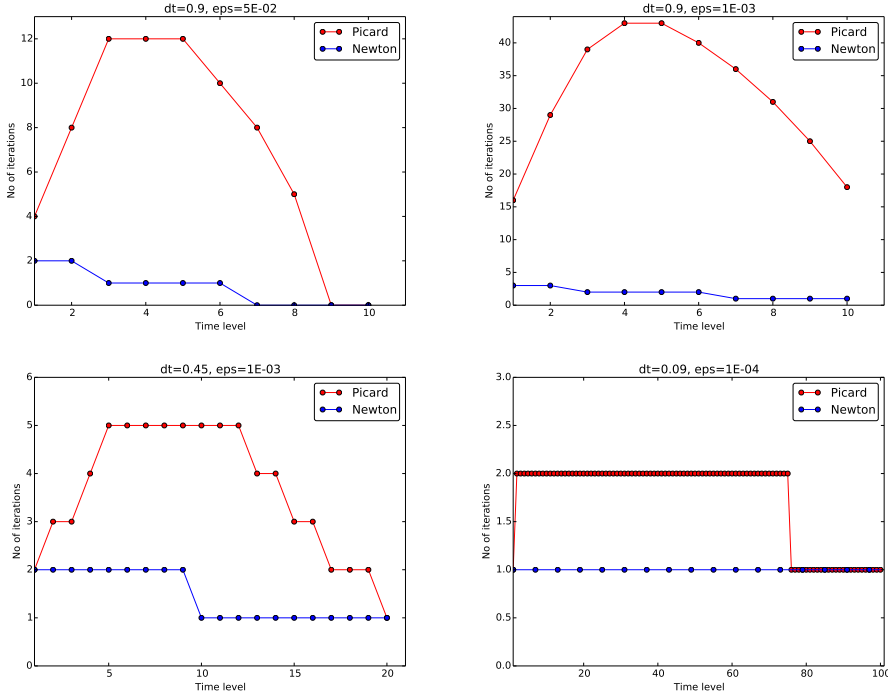 dt=0.9, eps=5E-02
Picard
Newton
12
10
8
6
4
2
0
No of iterations
2
4
6
8
10
Time level
dt=0.9, eps=1E-03
Picard
Newton
40
35
30
25
20
15
10
5
0
No of iterations
2
4
6
8
10
Time level
dt=0.45, eps=1E-03
Picard
Newton
6
5
4
3
2
1
0
No of iterations
5
10
15
20
Time level
dt=0.09, eps=1E-04
Picard
Newton
3.0
2.5
2.0
1.5
1.0
0.5
0.0
No of iterations
20
40
60
80
100
Time level